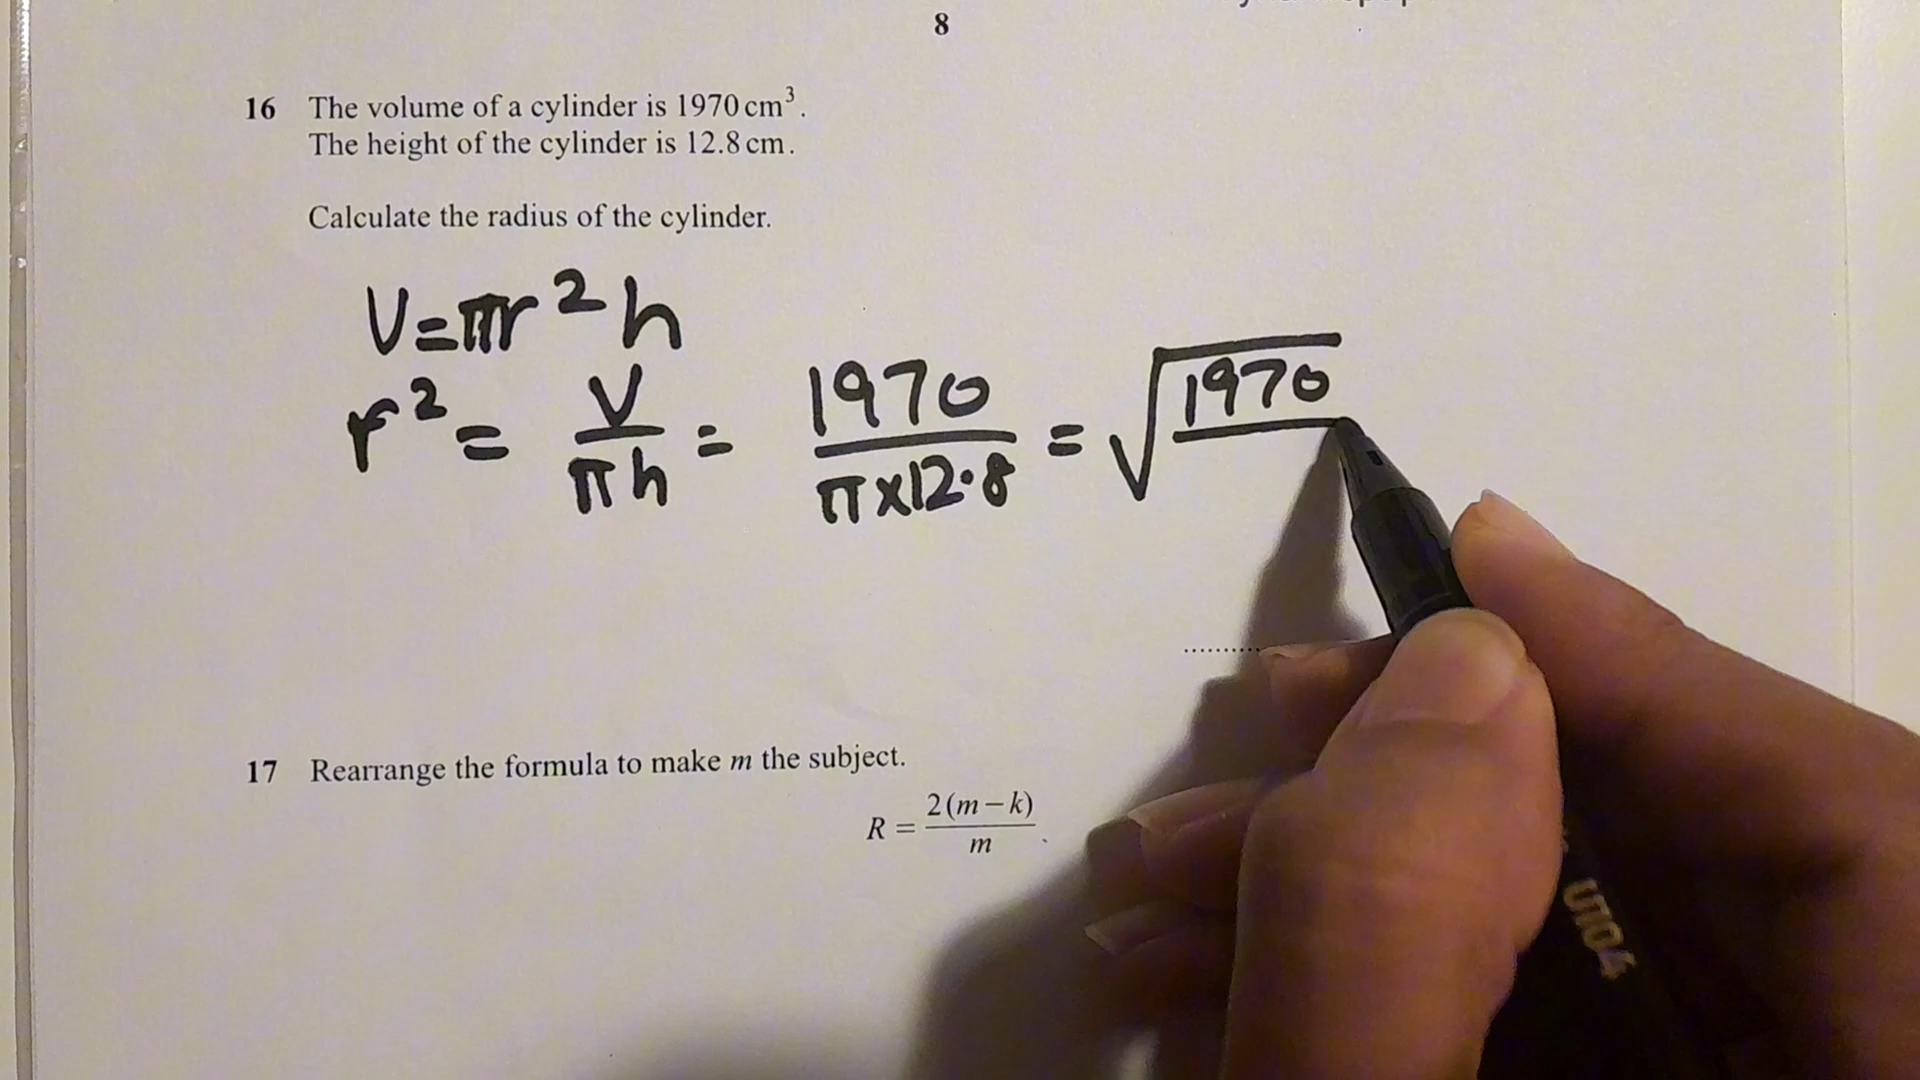 8
16 The volume of a cylinder is 1970 cm³.
The height of the cylinder is 12.8 cm.
Calculate the radius of the cylinder.
V=πr²h
r² = V/πh = 1970/π×12.8 = √1970
17 Rearrange the formula to make m the subject.
R = 2(m – k)/m